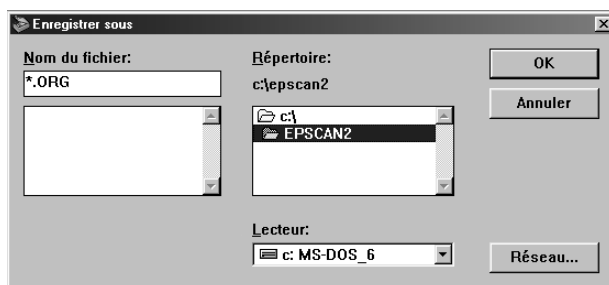 Enregistrer sous
Nom du fichier:
*.ORG
Répertoire:
c:\epscan2
c:\
EPSCAN2
OK
Annuler
Lecteur:
c: MS-DOS_6
Réseau...